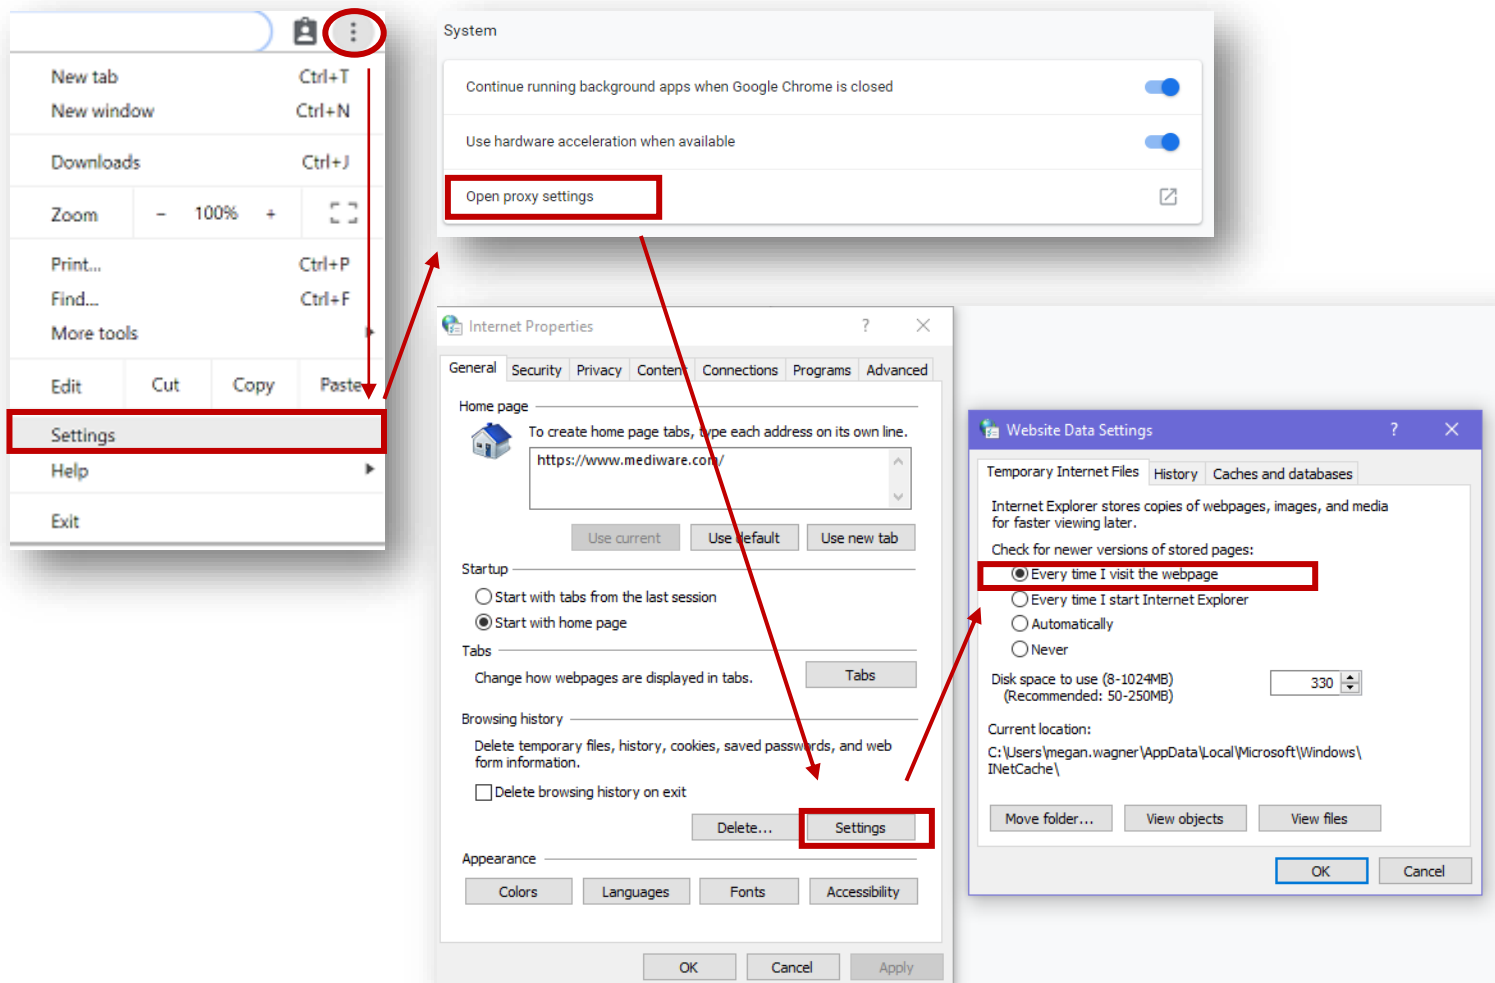 New tab Ctrl+T
New window Ctrl+N
Downloads Ctrl+J
Zoom - 100% +
Print... Ctrl+P
Find... Ctrl+F
More tools
Edit Cut Copy Paste
Settings
Help
Exit
System
Continue running background apps when Google Chrome is closed
Use hardware acceleration when available
Open proxy settings
Internet Properties ?
General Security Privacy Content Connections Programs Advanced
Home page
To create home page tabs, type each address on its own line.
https://www.mediware.com/
Use current Use default Use new tab
Startup
Start with tabs from the last session
Start with home page
Tabs
Change how webpages are displayed in tabs. Tabs
Browsing history
Delete temporary files, history, cookies, saved passwords, and web
form information.
Delete browsing history on exit
Delete... Settings
Appearance
Colors Languages Fonts Accessibility
OK Cancel Apply
Website Data Settings ?
Temporary Internet Files History Caches and databases
Internet Explorer stores copies of webpages, images, and media
for faster viewing later.
Check for newer versions of stored pages:
Every time I visit the webpage
Every time I start Internet Explorer
Automatically
Never
Disk space to use (8-1024MB) 330
(Recommended: 50-250MB)
Current location:
C:\Users\megan.wagner\AppData\Local\Microsoft\Windows\
INetCache\
Move folder... View objects View files
OK Cancel